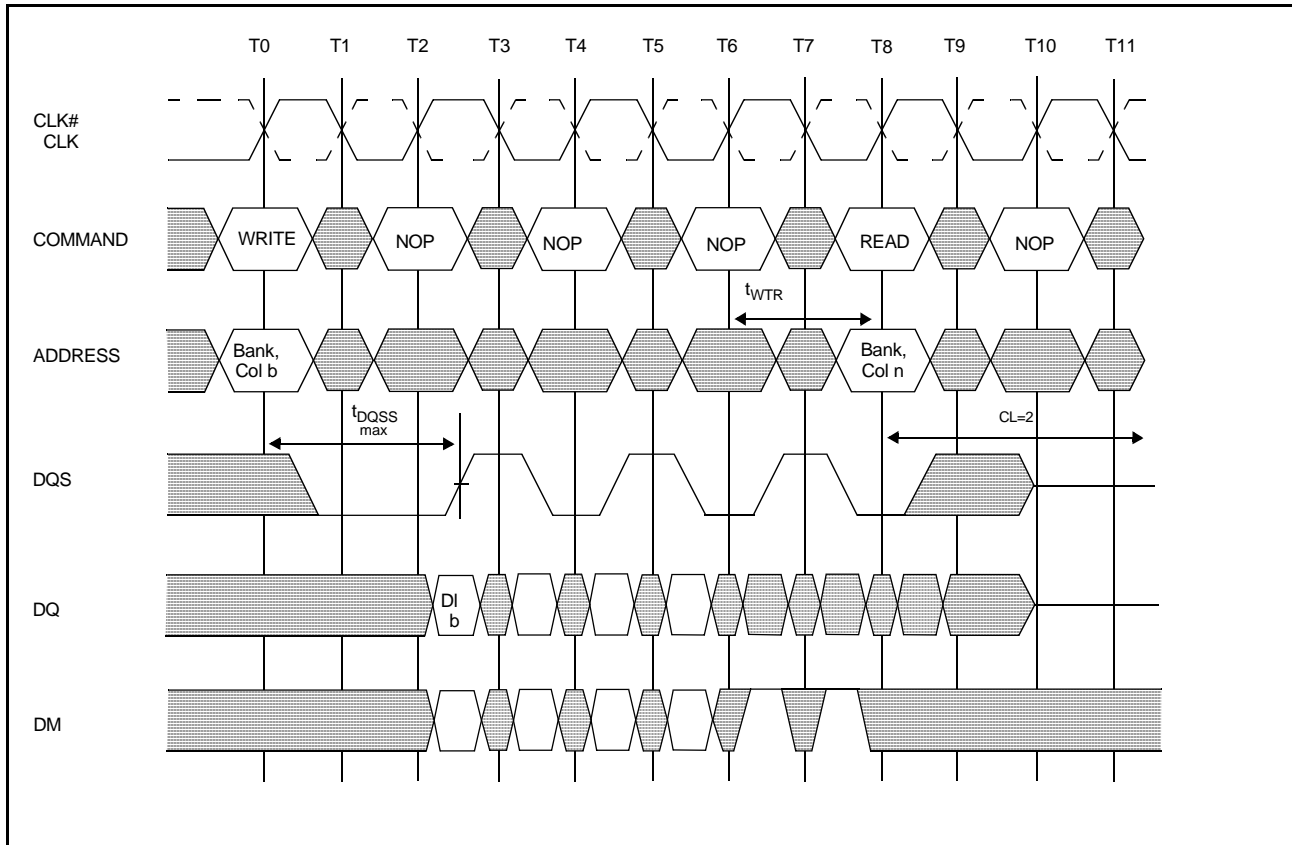 T0 T1 T2 T3 T4 T5 T6 T7 T8 T9 T10 T11
CLK#
CLK
COMMAND WRITE NOP NOP NOP READ NOP
tWTR
ADDRESS Bank, Col b Bank, Col n
tDQSS max CL=2
DQS
DQ DI b
DM